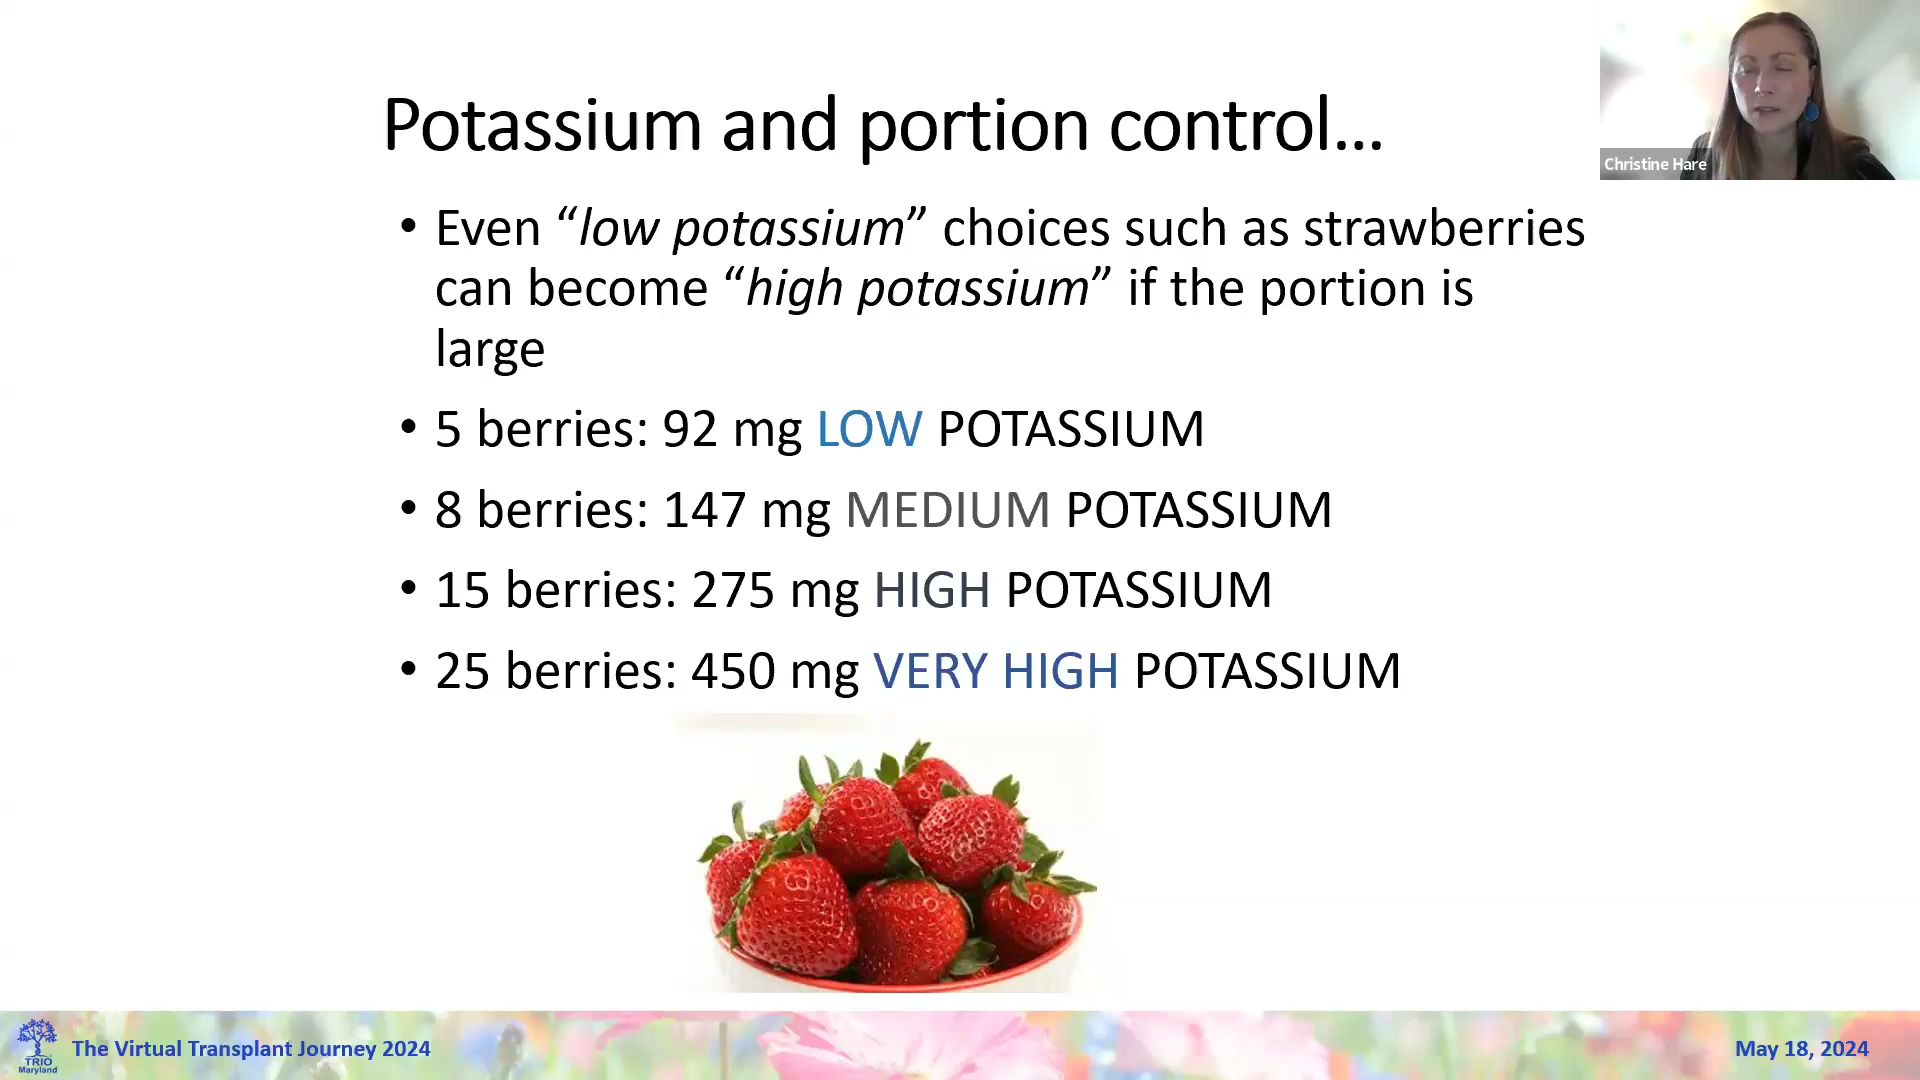 Potassium and portion control...
Christine Hare
• Even “low potassium” choices such as strawberries
can become “high potassium” if the portion is
large
• 5 berries: 92 mg LOW POTASSIUM
• 8 berries: 147 mg MEDIUM POTASSIUM
• 15 berries: 275 mg HIGH POTASSIUM
• 25 berries: 450 mg VERY HIGH POTASSIUM
TRIO
Maryland
The Virtual Transplant Journey 2024
May 18, 2024